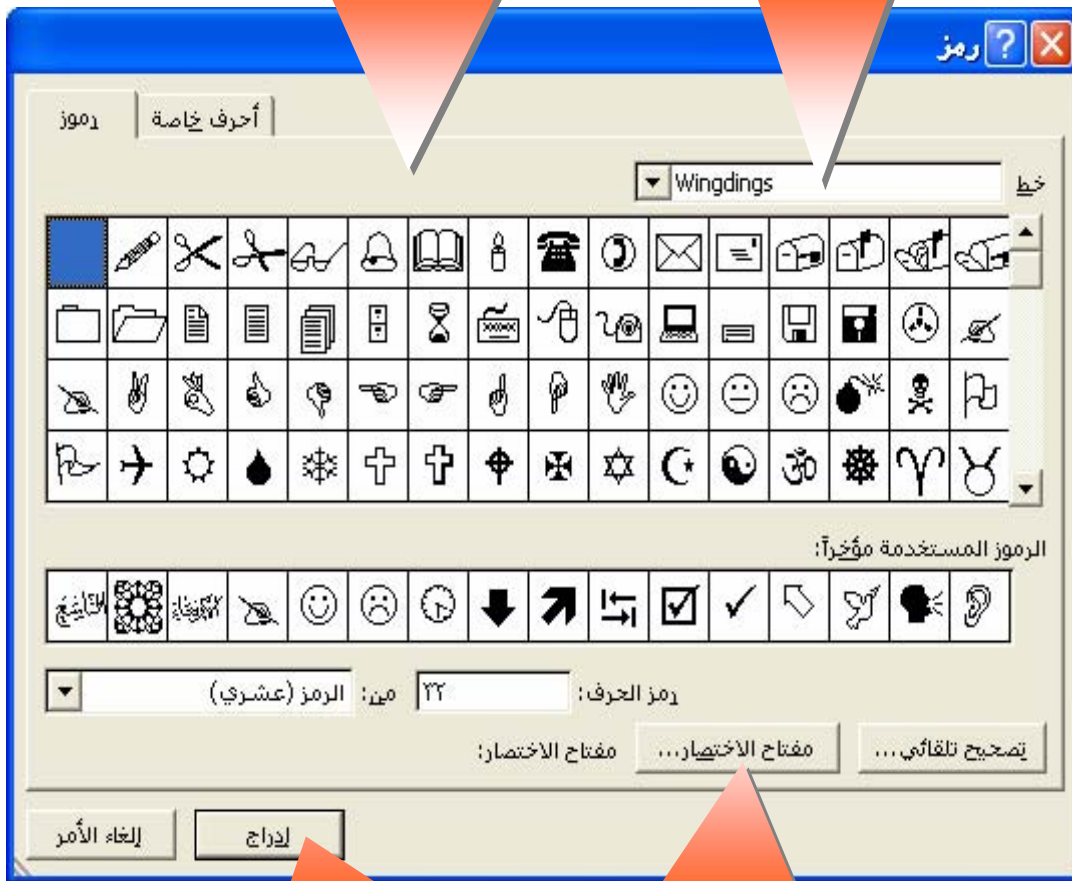 رمز
رموز
أحرف خاصة
خط
Wingdings
الرموز المستخدمة مؤخراً:
رمز الحرف: ٣٢ من: الرمز (عشري)
تصحيح تلقائي... مفتاح الاختصار... مفتاح الاختصار:
إدراج إلغاء الأمر